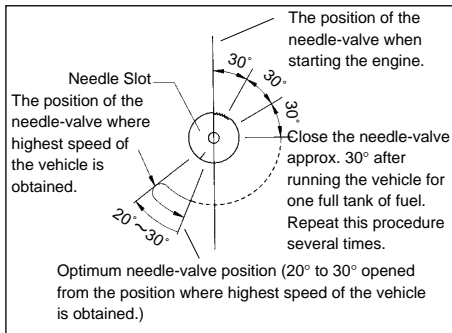 The position of the
needle-valve when
starting the engine.
30°
30°
30°
Needle Slot
The position of the
needle-valve where
highest speed of
the vehicle is
obtained.
Close the needle-valve
approx. 30° after
running the vehicle for
one full tank of fuel.
Repeat this procedure
several times.
20°~30°
Optimum needle-valve position (20° to 30° opened
from the position where highest speed of the vehicle
is obtained.)